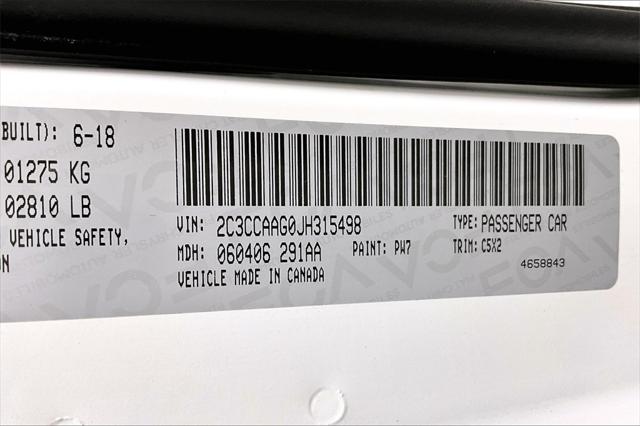 BUILT): 6-18
01275 KG
02810 LB
VEHICLE SAFETY,
ON
VIN: 2C3CCAAG0JH315498 TYPE: PASSENGER CAR
MDH: 060406 291AA PAINT: PW7 TRIM: C5X2
VEHICLE MADE IN CANADA 4658843